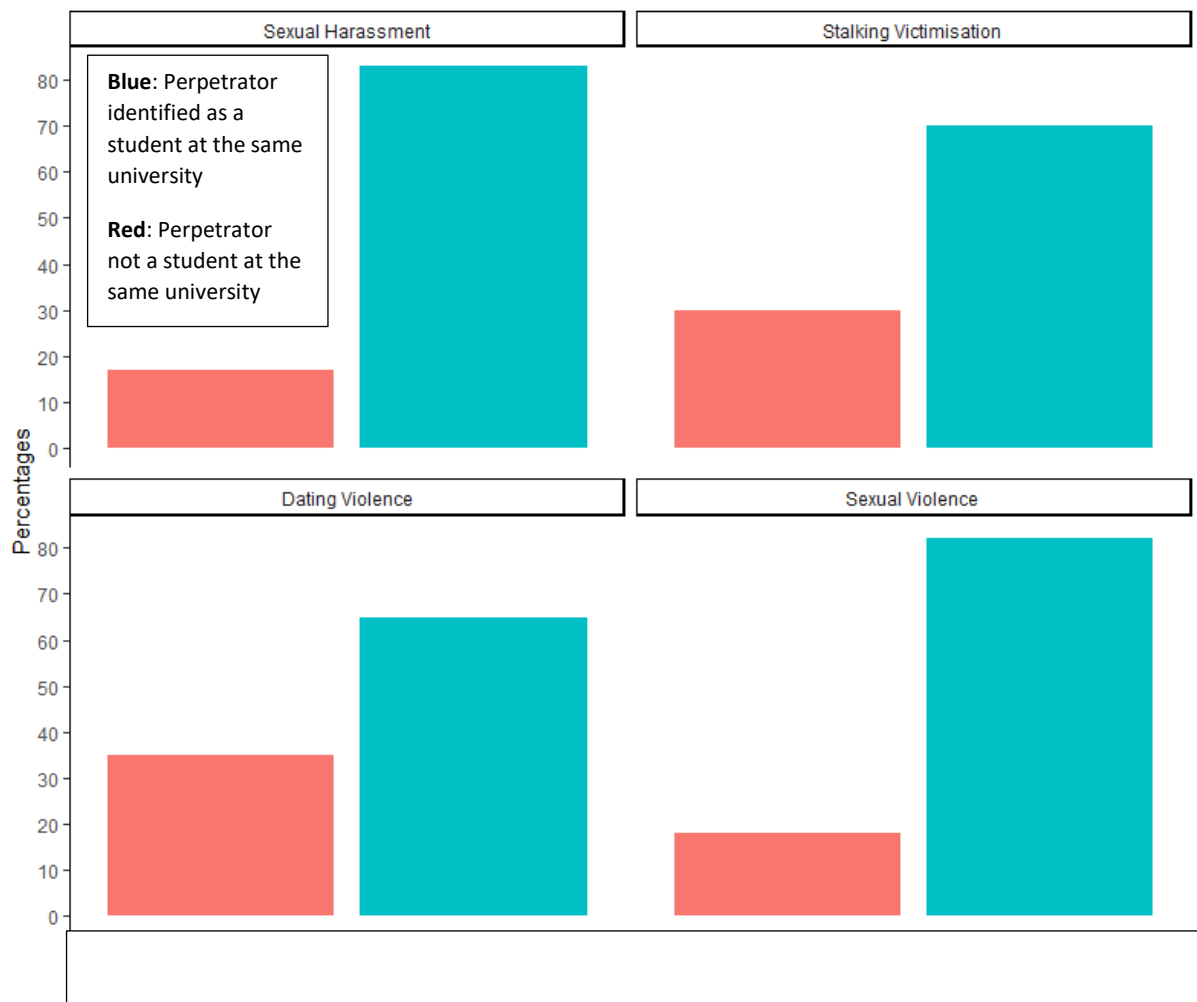 Sexual Harassment
Stalking Victimisation
Blue: Perpetrator
identified as a
student at the same
university
Red: Perpetrator
not a student at the
same university
80
70
60
50
40
30
20
10
0
Percentages
Dating Violence
Sexual Violence
80
70
60
50
40
30
20
10
0